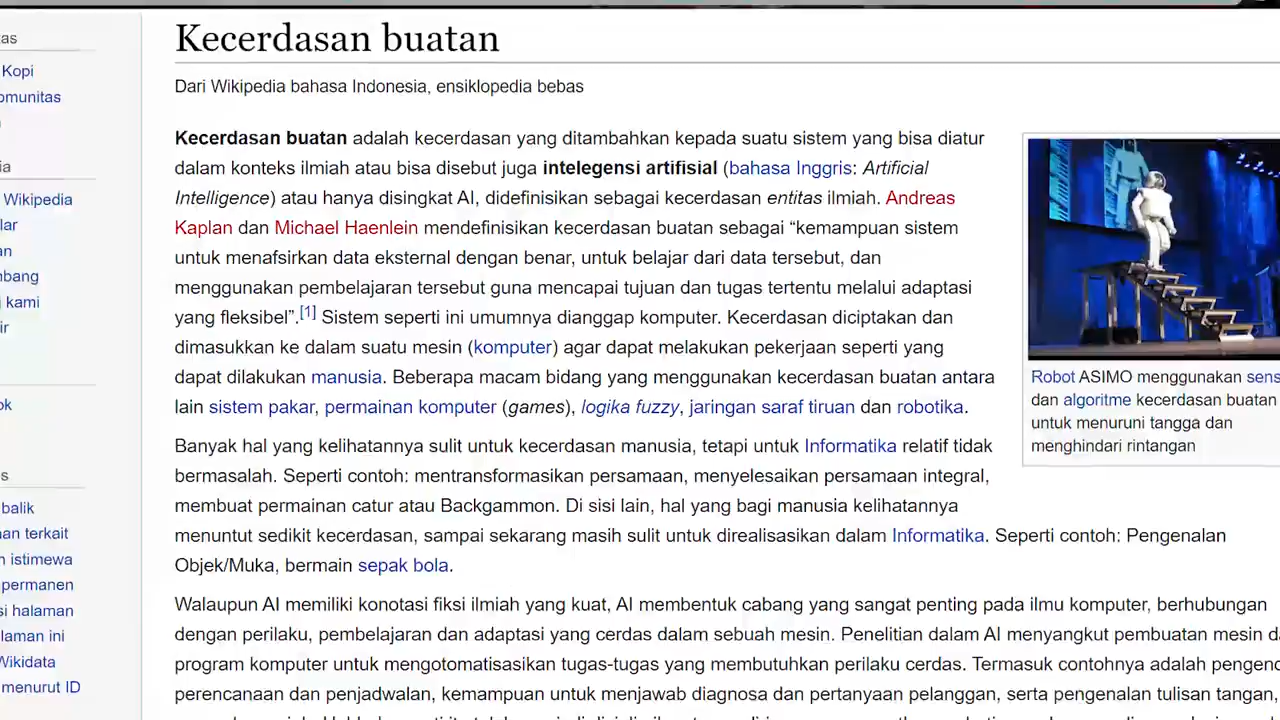 Kecerdasan buatan
Dari Wikipedia bahasa Indonesia, ensiklopedia bebas
Kecerdasan buatan adalah kecerdasan yang ditambahkan kepada suatu sistem yang bisa diatur
dalam konteks ilmiah atau bisa disebut juga intelegensi artifisial (bahasa Inggris: Artificial
Intelligence) atau hanya disingkat AI, didefinisikan sebagai kecerdasan entitas ilmiah. Andreas
Kaplan dan Michael Haenlein mendefinisikan kecerdasan buatan sebagai “kemampuan sistem
untuk menafsirkan data eksternal dengan benar, untuk belajar dari data tersebut, dan
menggunakan pembelajaran tersebut guna mencapai tujuan dan tugas tertentu melalui adaptasi
yang fleksibel”.[1] Sistem seperti ini umumnya dianggap komputer. Kecerdasan diciptakan dan
dimasukkan ke dalam suatu mesin (komputer) agar dapat melakukan pekerjaan seperti yang
dapat dilakukan manusia. Beberapa macam bidang yang menggunakan kecerdasan buatan antara
lain sistem pakar, permainan komputer (games), logika fuzzy, jaringan saraf tiruan dan robotika.
Banyak hal yang kelihatannya sulit untuk kecerdasan manusia, tetapi untuk Informatika relatif tidak
bermasalah. Seperti contoh: mentransformasikan persamaan, menyelesaikan persamaan integral,
membuat permainan catur atau Backgammon. Di sisi lain, hal yang bagi manusia kelihatannya
menuntut sedikit kecerdasan, sampai sekarang masih sulit untuk direalisasikan dalam Informatika. Seperti contoh: Pengenalan
Objek/Muka, bermain sepak bola.
Walaupun AI memiliki konotasi fiksi ilmiah yang kuat, AI membentuk cabang yang sangat penting pada ilmu komputer, berhubungan
dengan perilaku, pembelajaran dan adaptasi yang cerdas dalam sebuah mesin. Penelitian dalam AI menyangkut pembuatan mesin
program komputer untuk mengotomatisasikan tugas-tugas yang membutuhkan perilaku cerdas. Termasuk contohnya adalah
perencanaan dan penjadwalan, kemampuan untuk menjawab diagnosa dan pertanyaan pelanggan, serta pengenalan tulisan tangan,
Robot ASIMO menggunakan sens
dan algoritme kecerdasan buatan
untuk menuruni tangga dan
menghindari rintangan
Kopi
Wikipedia
kami
balik
terkait
istimewa
permanen
halaman
ini
Wikidata
menurut ID